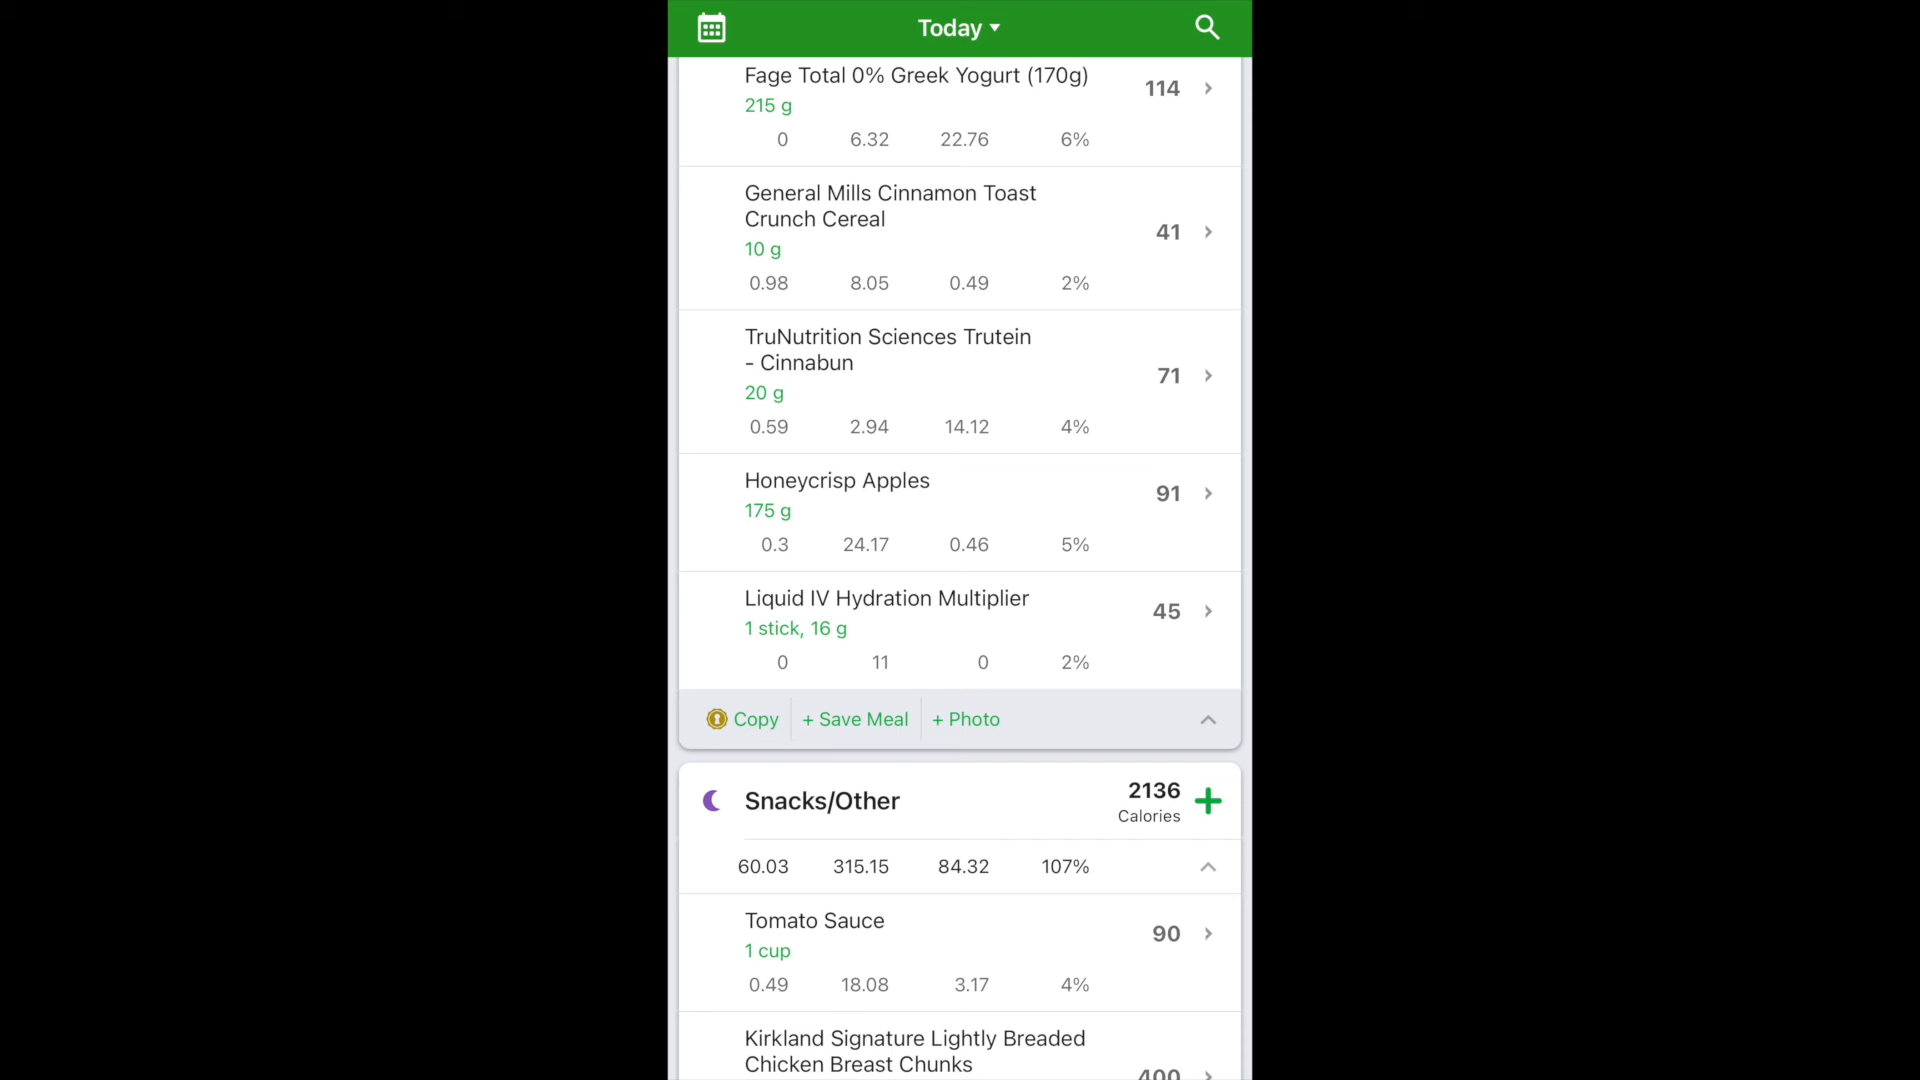 Today
Fage Total 0% Greek Yogurt (170g)
114
215 g
0 6.32 22.76 6%
General Mills Cinnamon Toast
Crunch Cereal
41
10 g
0.98 8.05 0.49 2%
TruNutrition Sciences Trutein
- Cinnabun
71
20 g
0.59 2.94 14.12 4%
Honeycrisp Apples
91
175 g
0.3 24.17 0.46 5%
Liquid IV Hydration Multiplier
45
1 stick, 16 g
0 11 0 2%
Copy + Save Meal + Photo
Snacks/Other
2136
Calories
60.03 315.15 84.32 107%
Tomato Sauce
90
1 cup
0.49 18.08 3.17 4%
Kirkland Signature Lightly Breaded
Chicken Breast Chunks
400